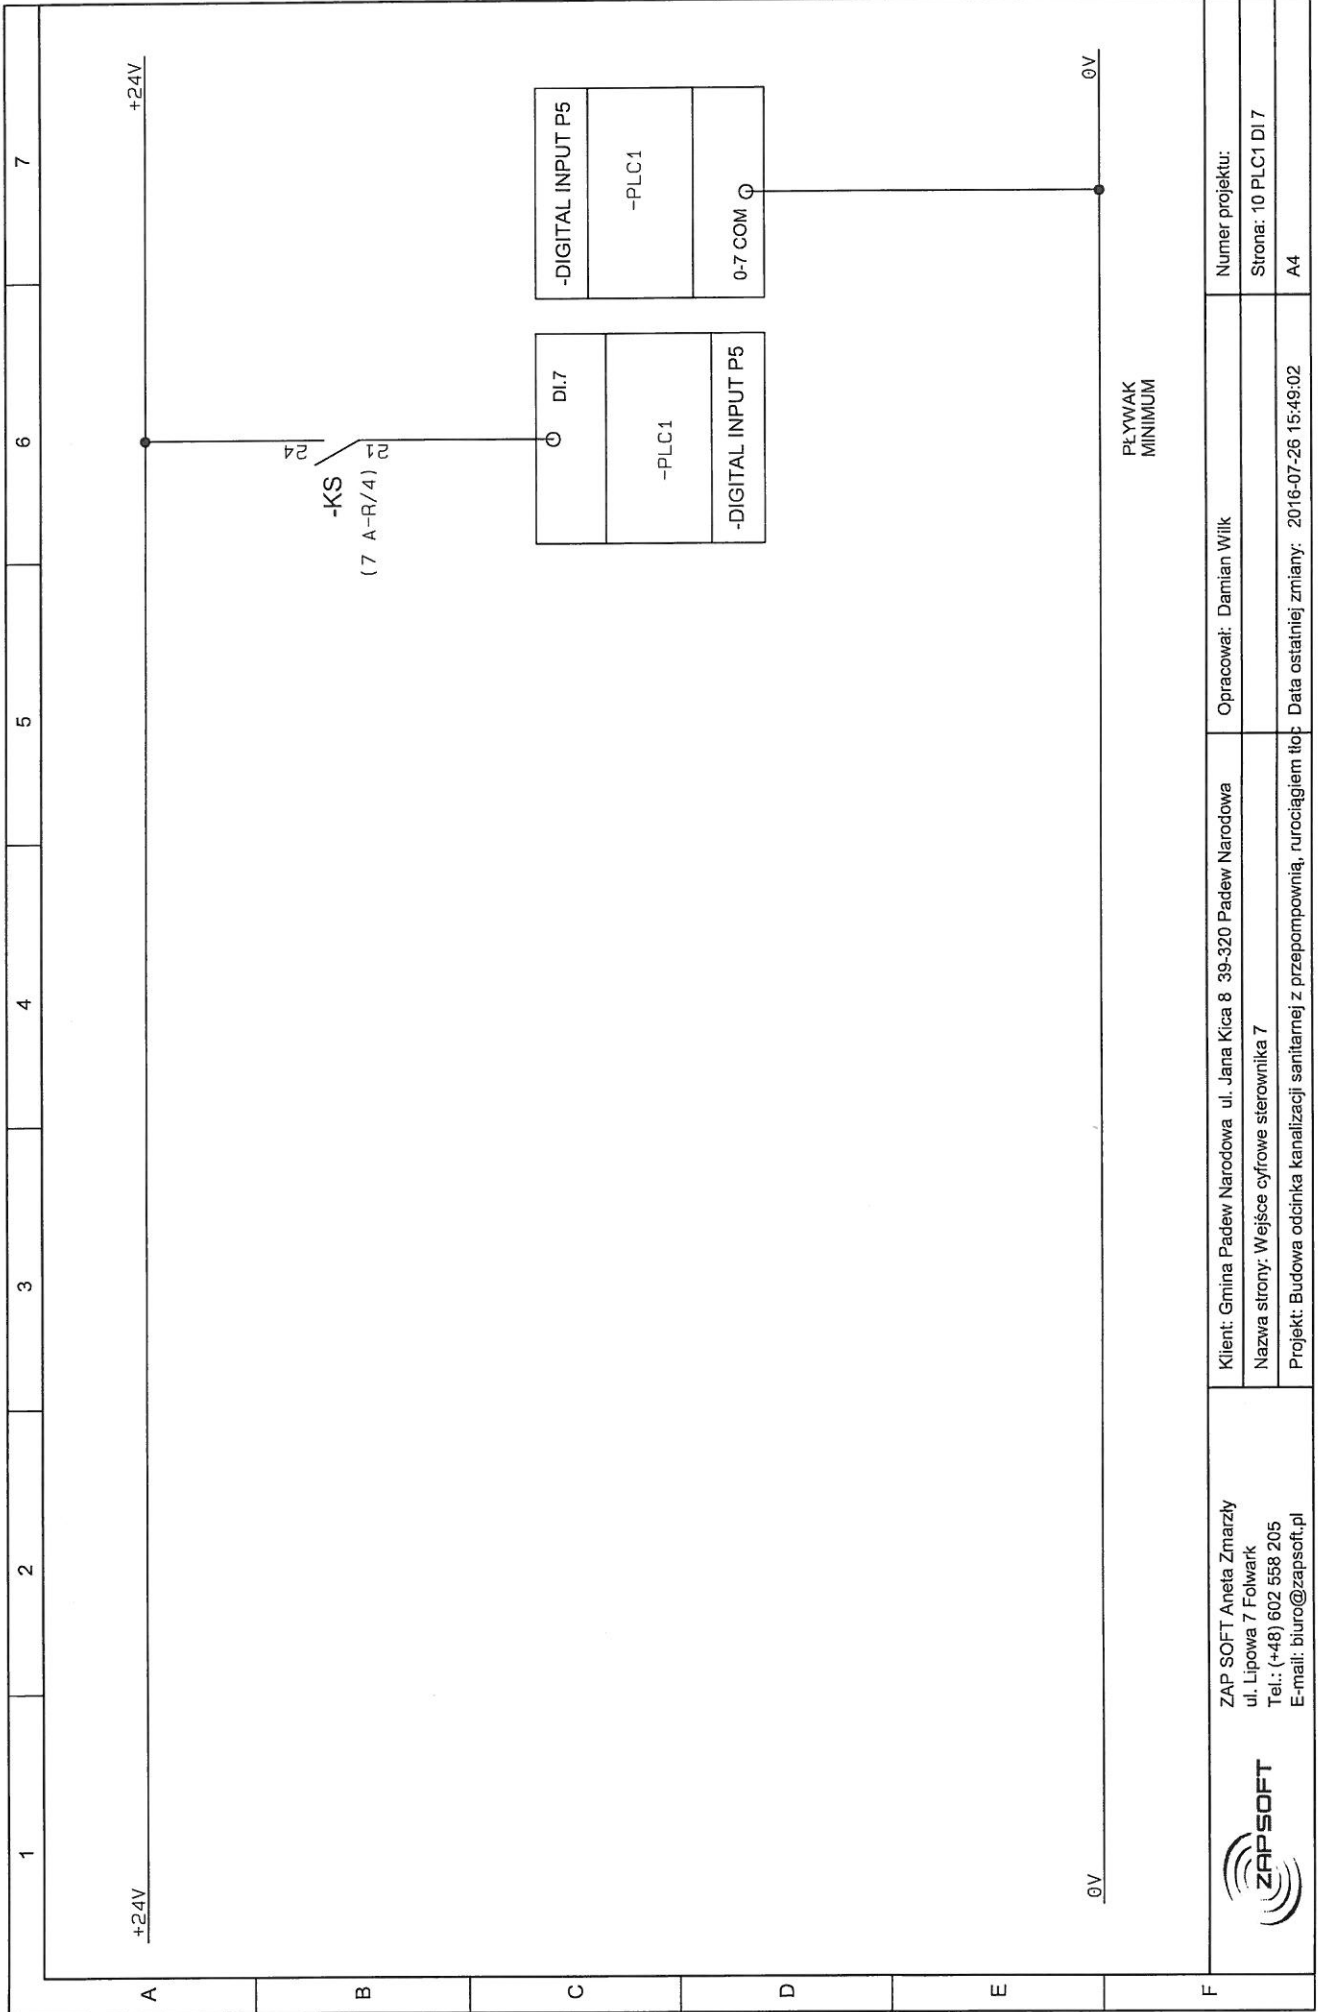 1
2
3
4
5
6
7
A
B
C
D
E
F
+24V
+24V
24
-KS
21
(7 A-R/4)
DI.7
-PLC1
-DIGITAL INPUT P5
-DIGITAL INPUT P5
-PLC1
0-7 COM
0V
0V
PŁYWAK
MINIMUM
ZAPSOFT
ZAP SOFT Aneta Zmarzły
ul. Lipowa 7 Folwark
Tel.: (+48) 602 558 205
E-mail: biuro@zapsoft.pl
Klient: Gmina Padew Narodowa ul. Jana Kica 8 39-320 Padew Narodowa
Opracował: Damian Wilk
Numer projektu:
Nazwa strony: Wejśce cyfrowe sterownika 7
Strona: 10 PLC1 DI 7
Projekt: Budowa odcinka kanalizacji sanitarnej z przepompownią, rurociągiem tłoc
Data ostatniej zmiany: 2016-07-26 15:49:02
A4